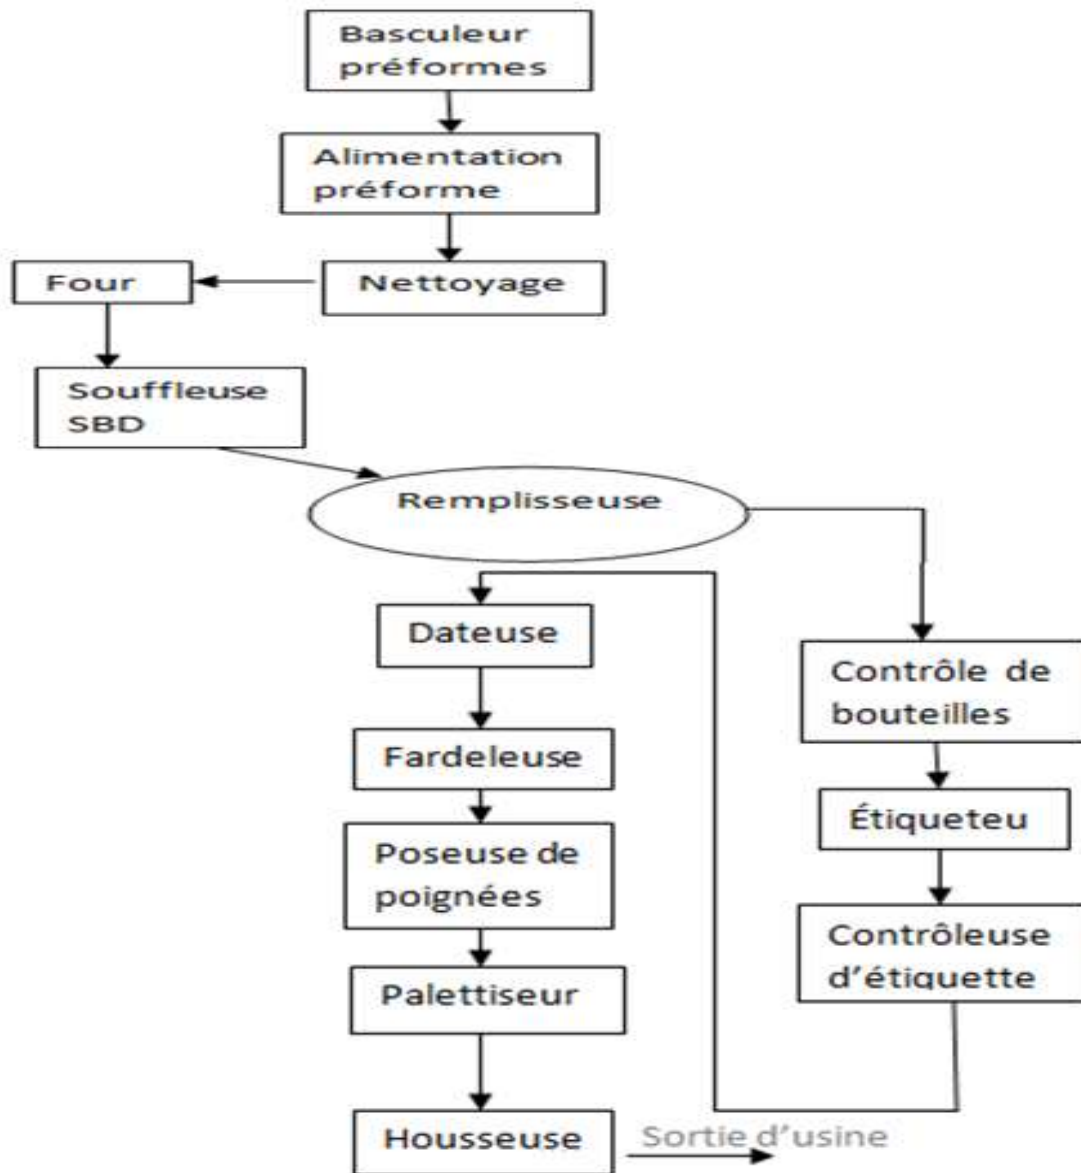 Basculeur
préformes
Alimentation
préforme
Nettoyage
Four
Souffleuse
SBD
Remplisseuse
Contrôle de
bouteilles
Étiqueteu
Contrôleuse
d'étiquette
Dateuse
Fardeleuse
Poseuse de
poignées
Palettiseur
Housseuse
Sortie d'usine